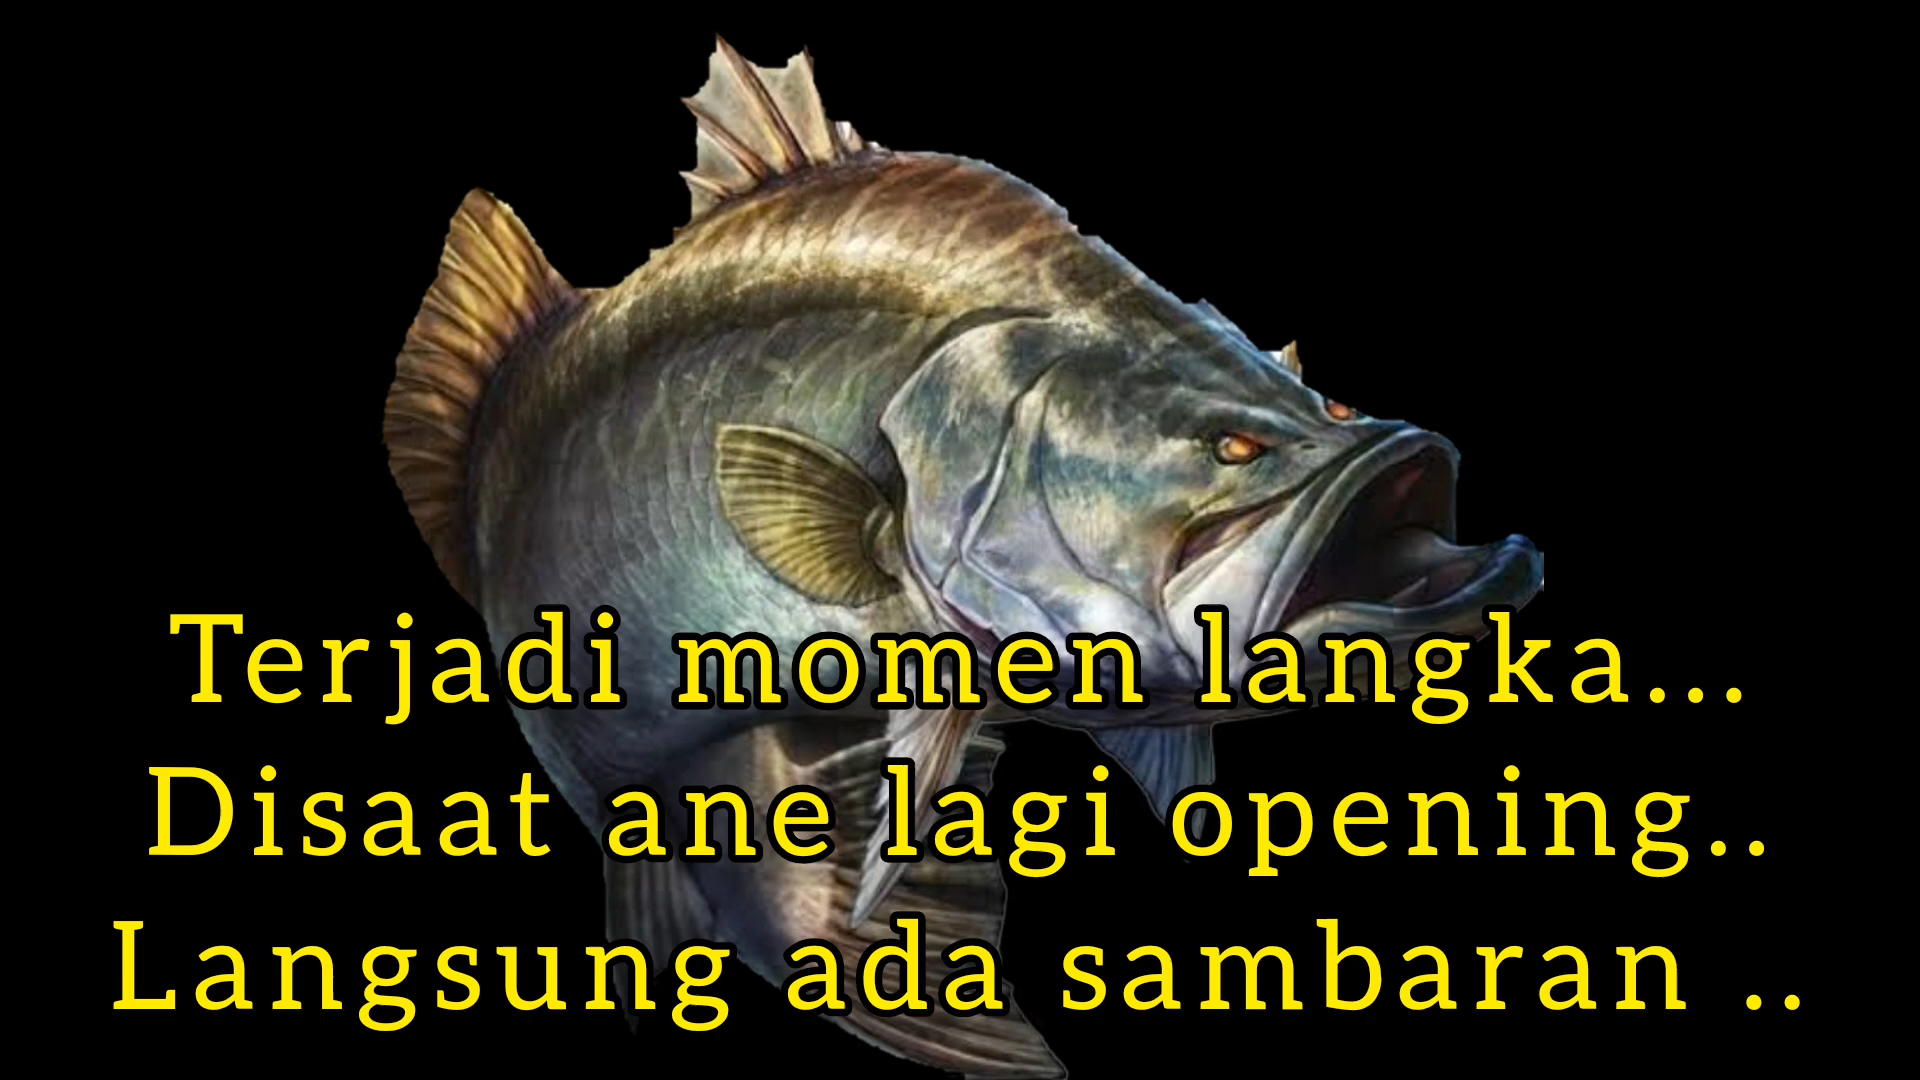 Terjadi momen langka...
Disaat ane lagi opening..
Langsung ada sambaran ..